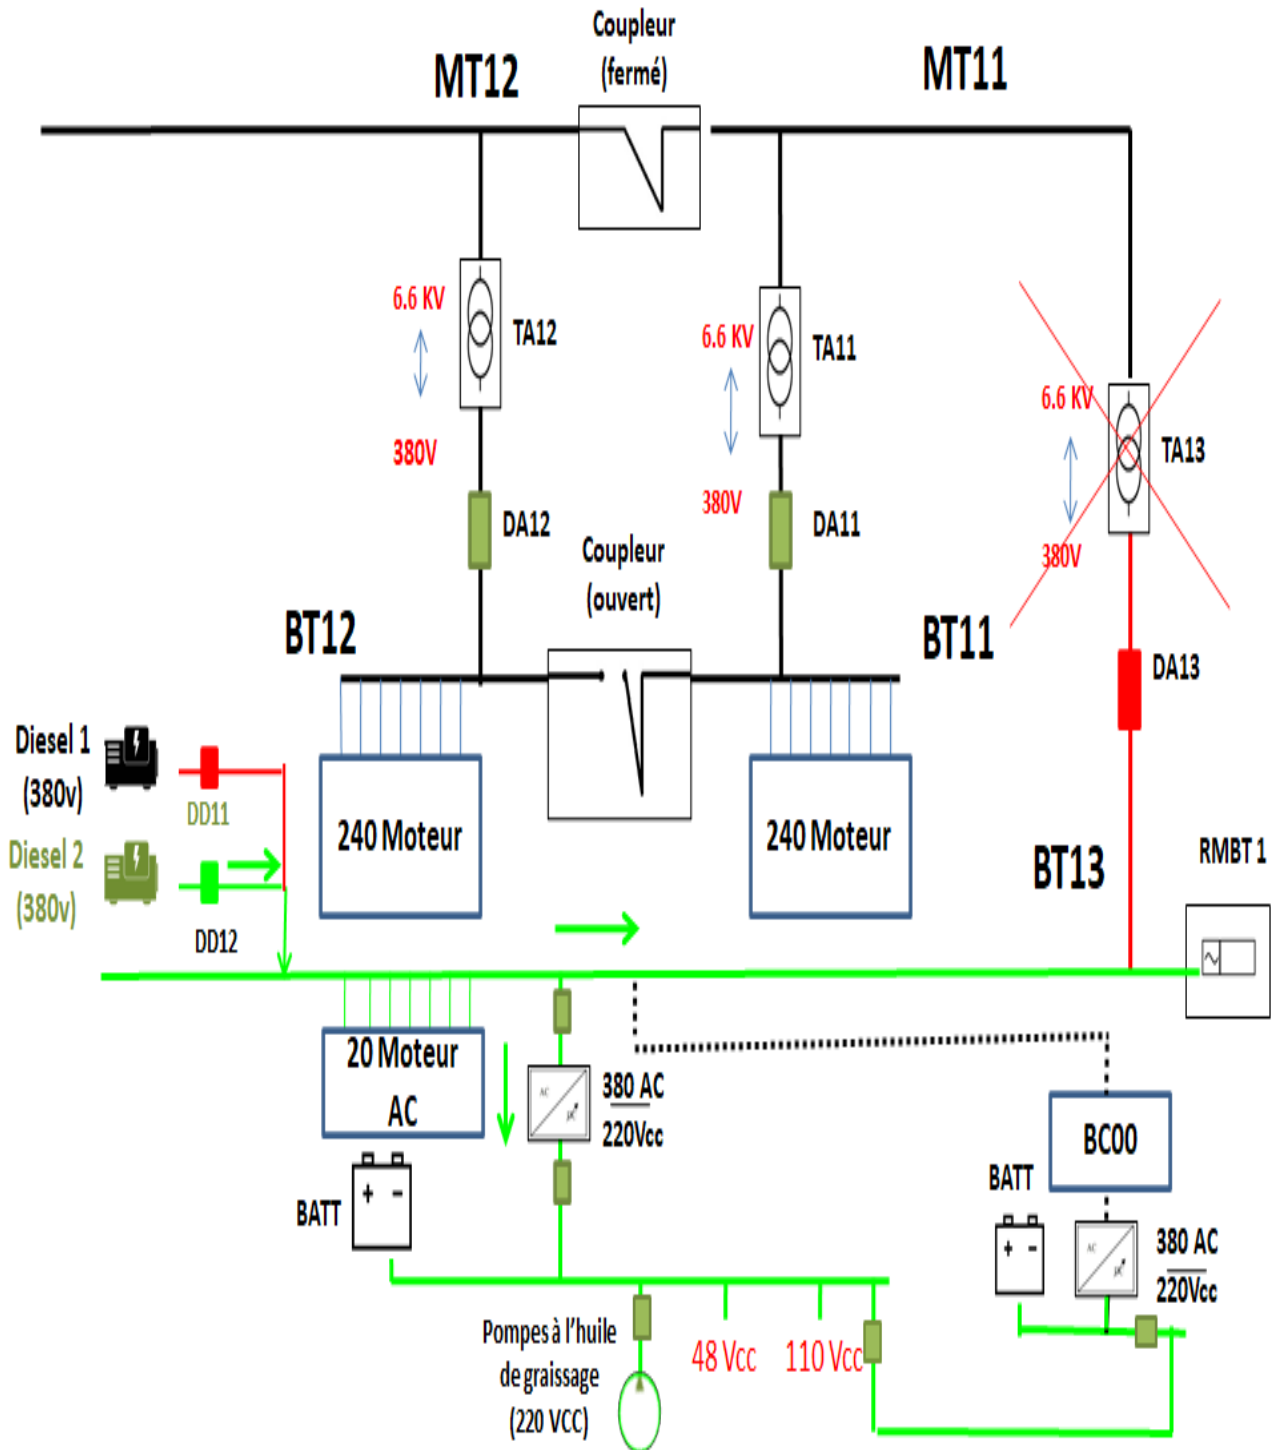 Coupleur
(fermé)
MT12
MT11
6.6 KV
TA12
380V
DA12
6.6 KV
TA11
380V
DA11
6.6 KV
TA13
380V
DA13
Coupleur
(ouvert)
BT12
BT11
Diesel 1
(380v)
DD11
Diesel 2
(380v)
DD12
240 Moteur
240 Moteur
BT13
RMBT 1
20 Moteur
AC
AC
380 AC
220Vcc
BATT
BC00
BATT
AC
380 AC
220Vcc
Pompes à l'huile
de graissage
(220 VCC)
48 Vcc
110 Vcc